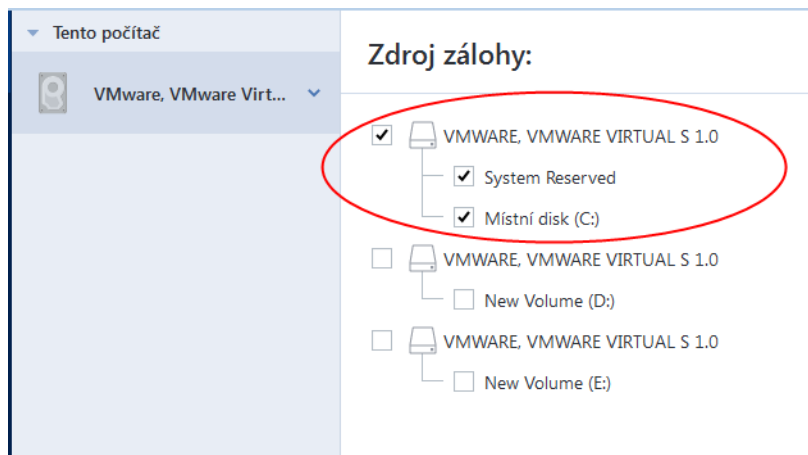 Tento počítač
VMware, VMware Virt...
Zdroj zálohy:
VMWARE, VMWARE VIRTUAL S 1.0
System Reserved
Místní disk (C:)
VMWARE, VMWARE VIRTUAL S 1.0
New Volume (D:)
VMWARE, VMWARE VIRTUAL S 1.0
New Volume (E:)